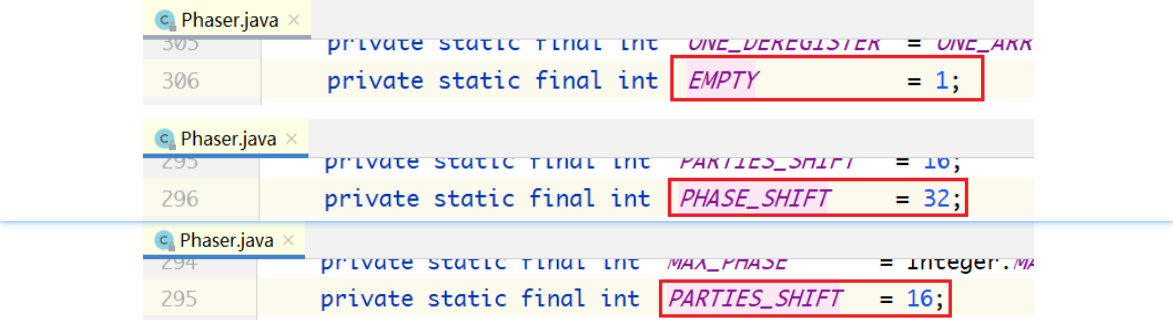 Phaser.java
305 private static final int ONE_DEREGISTER = ONE_ARR
306 private static final int EMPTY = 1;
Phaser.java
295 private static final int PARTIES_SHIFT = 16;
296 private static final int PHASE_SHIFT = 32;
Phaser.java
294 private static final int MAX_PHASE = Integer.MA
295 private static final int PARTIES_SHIFT = 16;